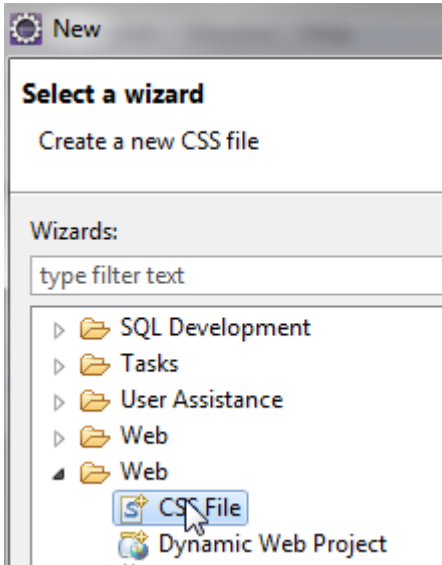 New
Select a wizard
Create a new CSS file
Wizards:
type filter text
SQL Development
Tasks
User Assistance
Web
Web
CSS File
Dynamic Web Project